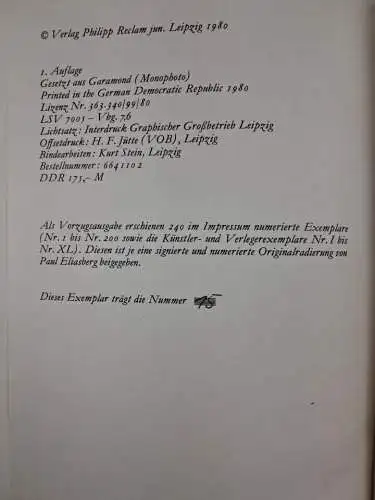 © Verlag Philipp Reclam jun. Leipzig 1980
1. Auflage
Gesetzt aus Garamond (Monophoto)
Printed in the German Democratic Republic 1980
Lizenz Nr. 363.340/99/80
LSV 7003 – Vbg. 7,6
Lichtsatz: Interdruck Graphischer Großbetrieb Leipzig
Offsetdruck: H. F. Jütte (VOB), Leipzig
Bindearbeiten: Kurt Stein, Leipzig
Bestellnummer: 6641102
DDR 175,– M
Als Vorzugsausgabe erschienen 240 im Impressum numerierte Exemplare
(Nr. 1 bis Nr. 200 sowie die Künstler- und Verlegerexemplare Nr. I bis
Nr. XL). Diesen ist je eine signierte und numerierte Originalradierung von
Paul Eliasberg beigegeben.
Dieses Exemplar trägt die Nummer